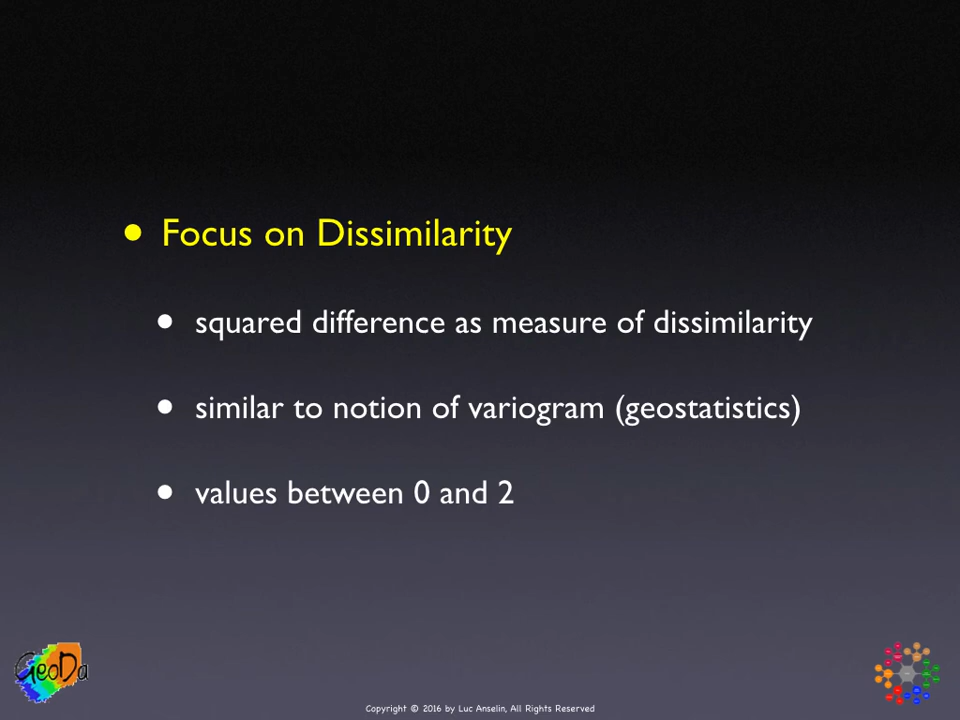 • Focus on Dissimilarity
• squared difference as measure of dissimilarity
• similar to notion of variogram (geostatistics)
• values between 0 and 2
GeoDa
Copyright © 2016 by Luc Anselin, All Rights Reserved